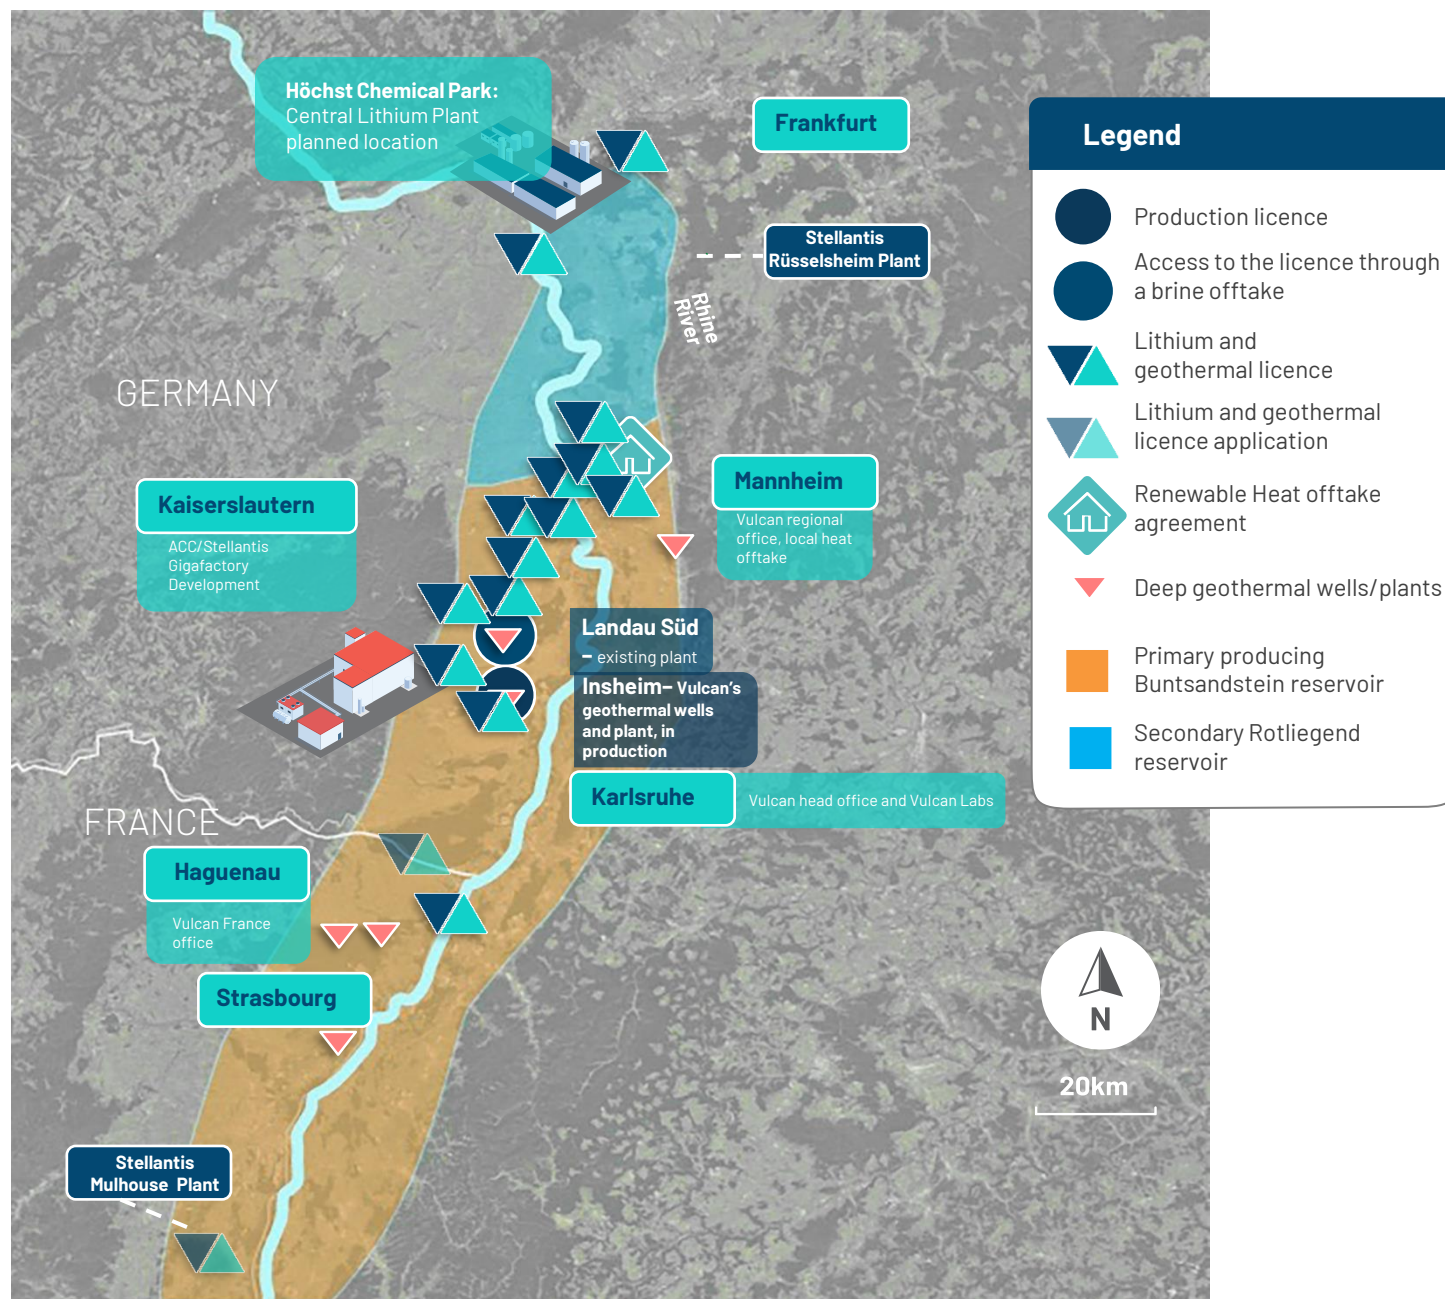 Höchst Chemical Park:
Central Lithium Plant
planned location
Frankfurt
Stellantis
Rüsselsheim Plant
Rhine
River
GERMANY
Kaiserslautern
ACC/Stellantis
Gigafactory
Development
Mannheim
Vulcan regional
office, local heat
offtake
Landau Süd
– existing plant
Insheim– Vulcan's
geothermal wells
and plant, in
production
Karlsruhe
Vulcan head office and Vulcan Labs
FRANCE
Haguenau
Vulcan France
office
Strasbourg
Stellantis
Mulhouse Plant
Legend
Production licence
Access to the licence through
a brine offtake
Lithium and
geothermal licence
Lithium and geothermal
licence application
Renewable Heat offtake
agreement
Deep geothermal wells/plants
Primary producing
Buntsandstein reservoir
Secondary Rotliegend
reservoir
N
20km